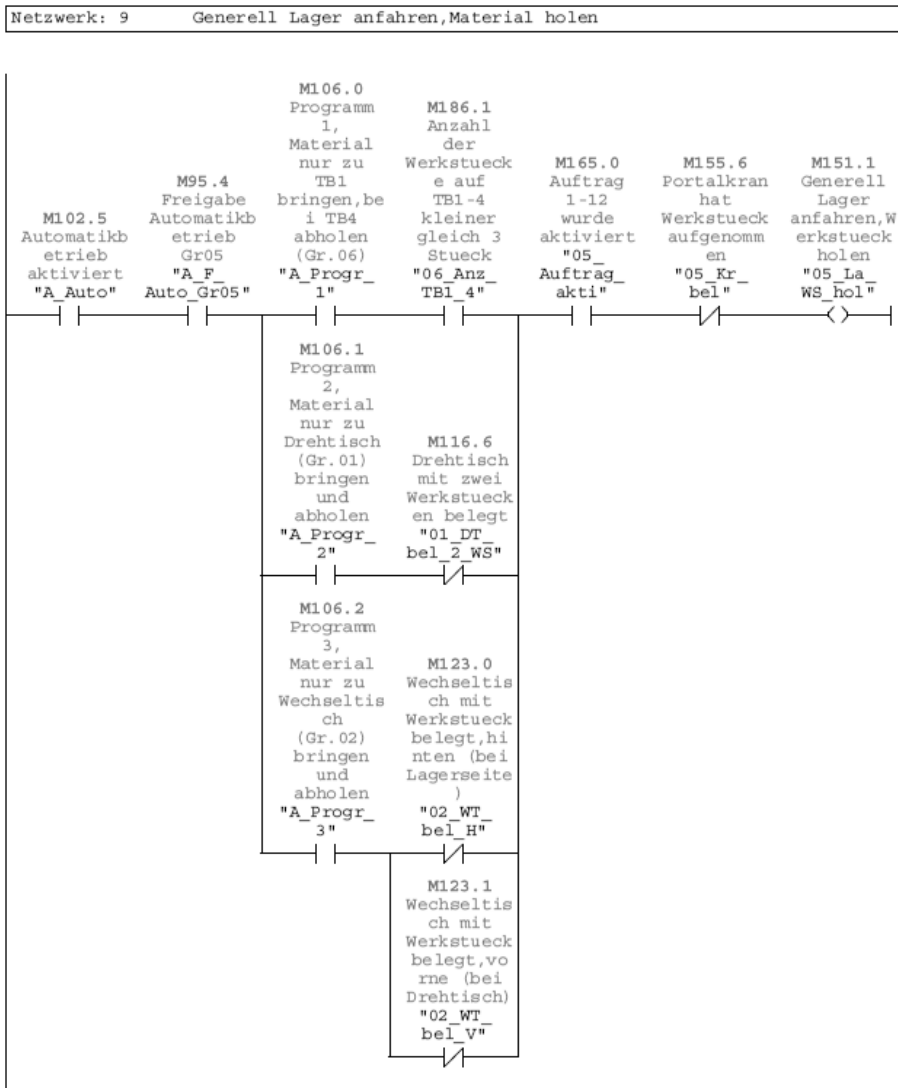 Netzwerk: 9 Generell Lager anfahren,Material holen
M102.5
Automatikb
etrieb
aktiviert
"A_Auto"
M95.4
Freigabe
Automatikb
etrieb
Gr05
"A_F_
Auto_Gr05"
M106.0
Programm
1,
Material
nur zu
TB1
bringen,be
i TB4
abholen
(Gr.06)
"A_Progr_
1"
M186.1
Anzahl
der
Werkstueck
e auf
TB1-4
kleiner
gleich 3
Stueck
"06_Anz_
TB1_4"
M165.0
Auftrag
1-12
wurde
aktiviert
"05_
Auftrag_
akti"
M155.6
Portalkran
hat
Werkstueck
aufgenomm
en
"05_Kr_
bel"
M151.1
Generell
Lager
anfahren,W
erkstueck
holen
"05_La_
WS_hol"
M106.1
Programm
2,
Material
nur zu
Drehtisch
(Gr.01)
bringen
und
abholen
"A_Progr_
2"
M116.6
Drehtisch
mit zwei
Werkstueck
en belegt
"01_DT_
bel_2_WS"
M106.2
Programm
3,
Material
nur zu
Wechseltis
ch
(Gr.02)
bringen
und
abholen
"A_Progr_
3"
M123.0
Wechseltis
ch mit
Werkstueck
belegt,hi
nten (bei
Lagerseite
)
"02_WT_
bel_H"
M123.1
Wechseltis
ch mit
Werkstueck
belegt,vo
rne (bei
Drehtisch)
"02_WT_
bel_V"